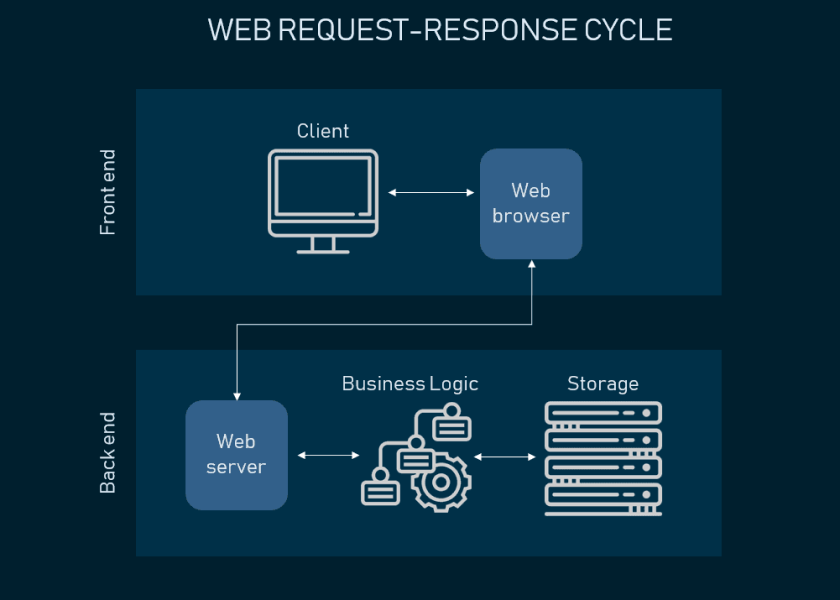 WEB REQUEST-RESPONSE CYCLE
Front end
Client
Web
browser
Back end
Web
server
Business Logic
Storage